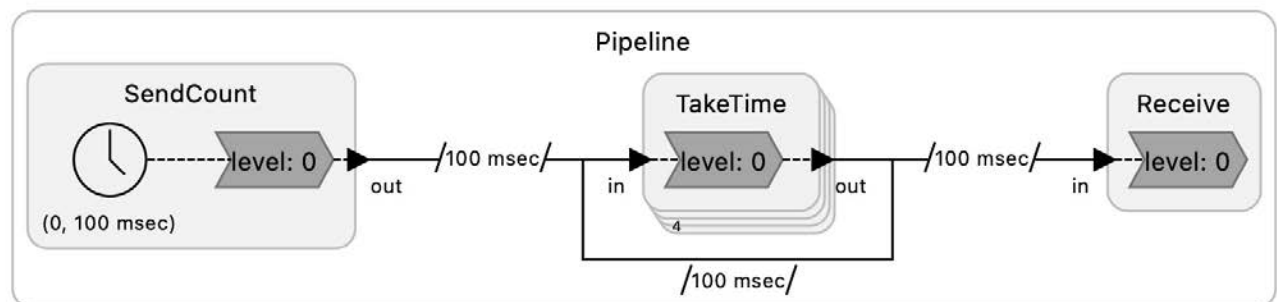 Pipeline
SendCount
TakeTime
Receive
level: 0
/100 msec/
level: 0
/100 msec/
level: 0
out
in
out
in
(0, 100 msec)
4
/100 msec/